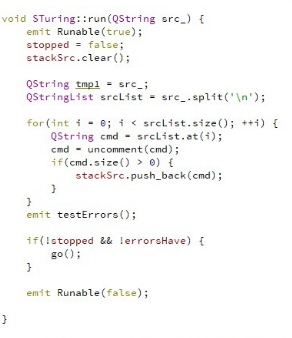 void STuring::run(QString src_) {
    emit Runable(true);
    stopped = false;
    stackSrc.clear();

    QString tmp1 = src_;
    QStringList srcList = src_.split('\n');

    for(int i = 0; i < srcList.size(); ++i) {
        QString cmd = srcList.at(i);
        cmd = uncomment(cmd);
        if(cmd.size() > 0) {
            stackSrc.push_back(cmd);
        }
    }
    emit testErrors();

    if(!stopped && !errorsHave) {
        go();
    }

    emit Runable(false);

}